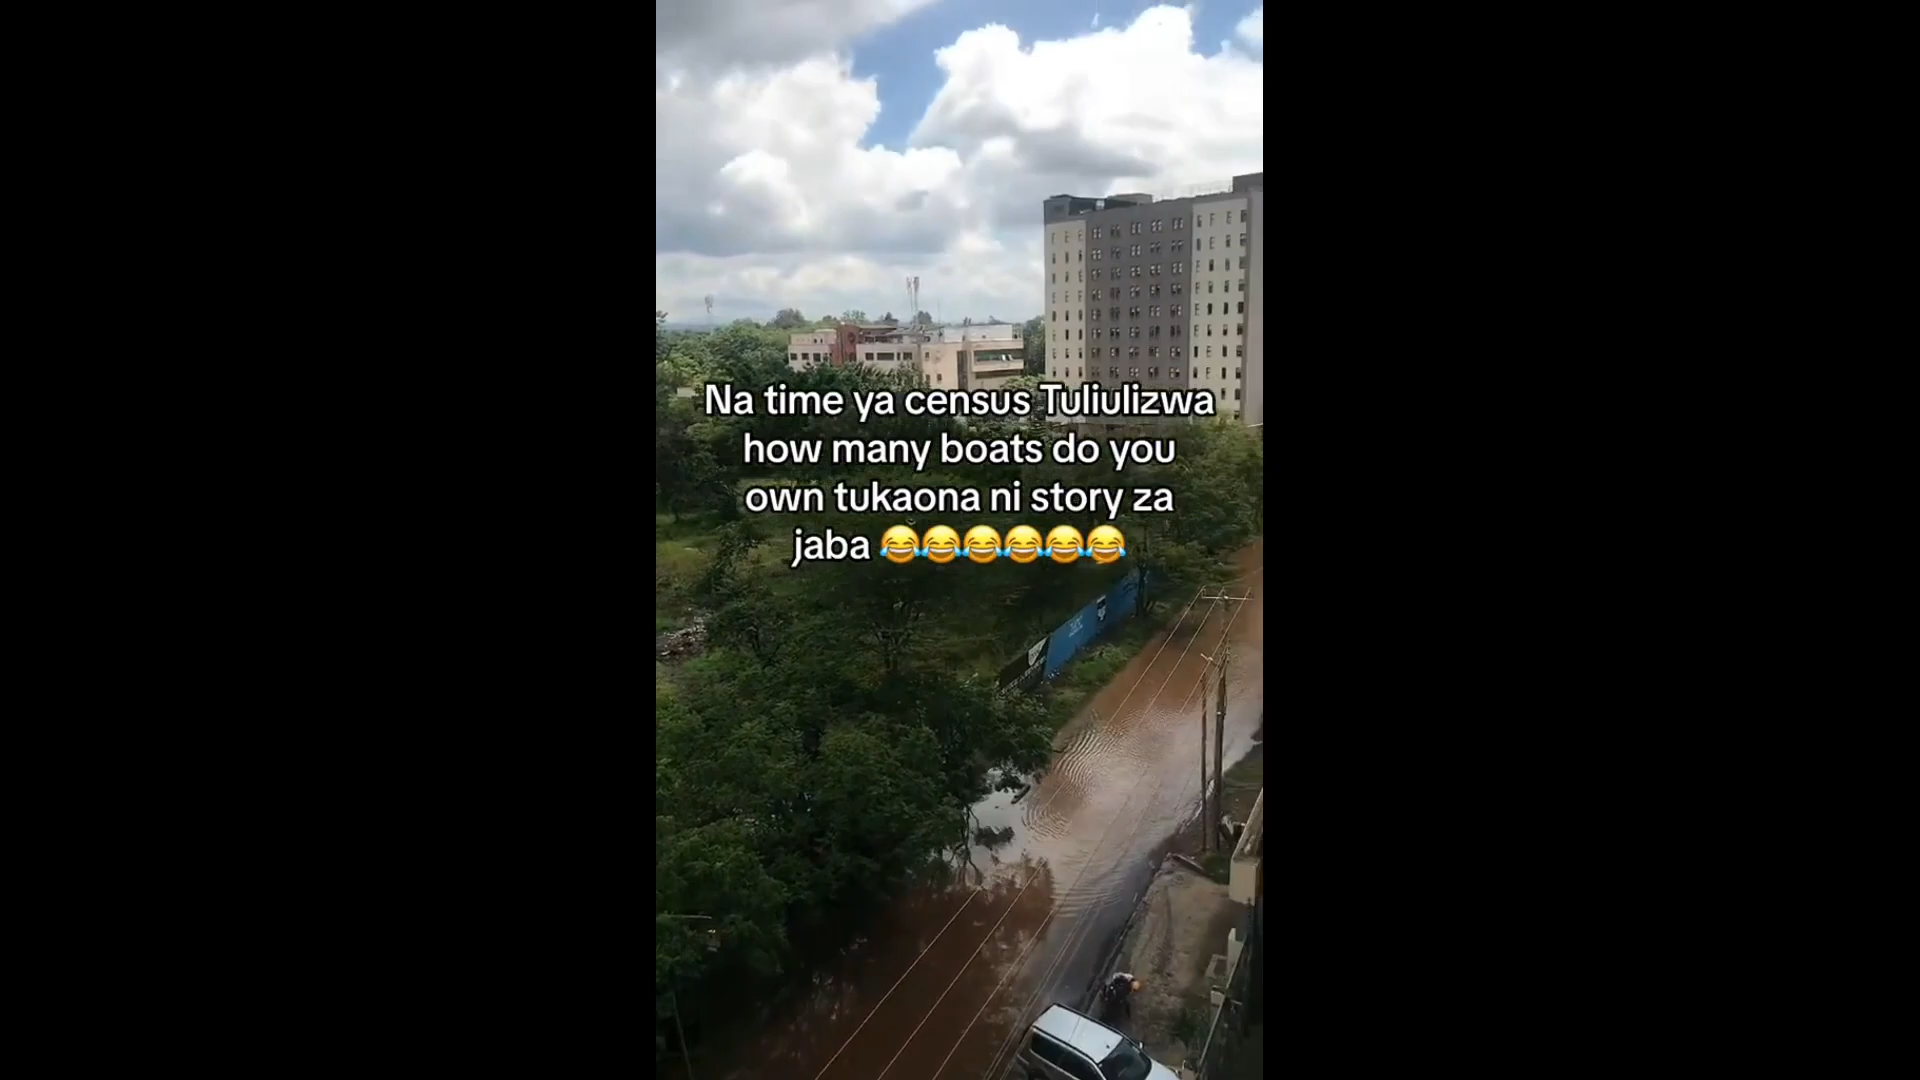 Na time ya census Tuliulizwa
how many boats do you
own tukaona ni story za
jaba 😂😂😂😂😂😂